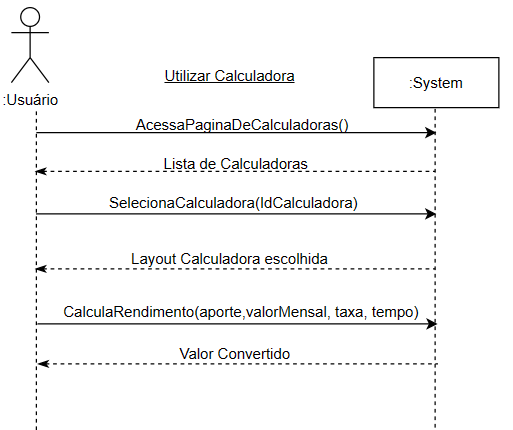 Utilizar Calculadora
:Usuário
:System
AcessaPaginaDeCalculadoras()
Lista de Calculadoras
SelecionaCalculadora(IdCalculadora)
Layout Calculadora escolhida
CalculaRendimento(aporte,valorMensal, taxa, tempo)
Valor Convertido